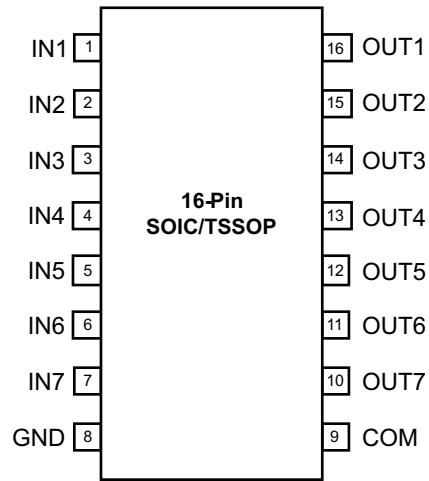 IN1 1 16 OUT1
IN2 2 15 OUT2
IN3 3 14 OUT3
IN4 4 13 OUT4
16-Pin
SOIC/TSSOP
IN5 5 12 OUT5
IN6 6 11 OUT6
IN7 7 10 OUT7
GND 8 9 COM